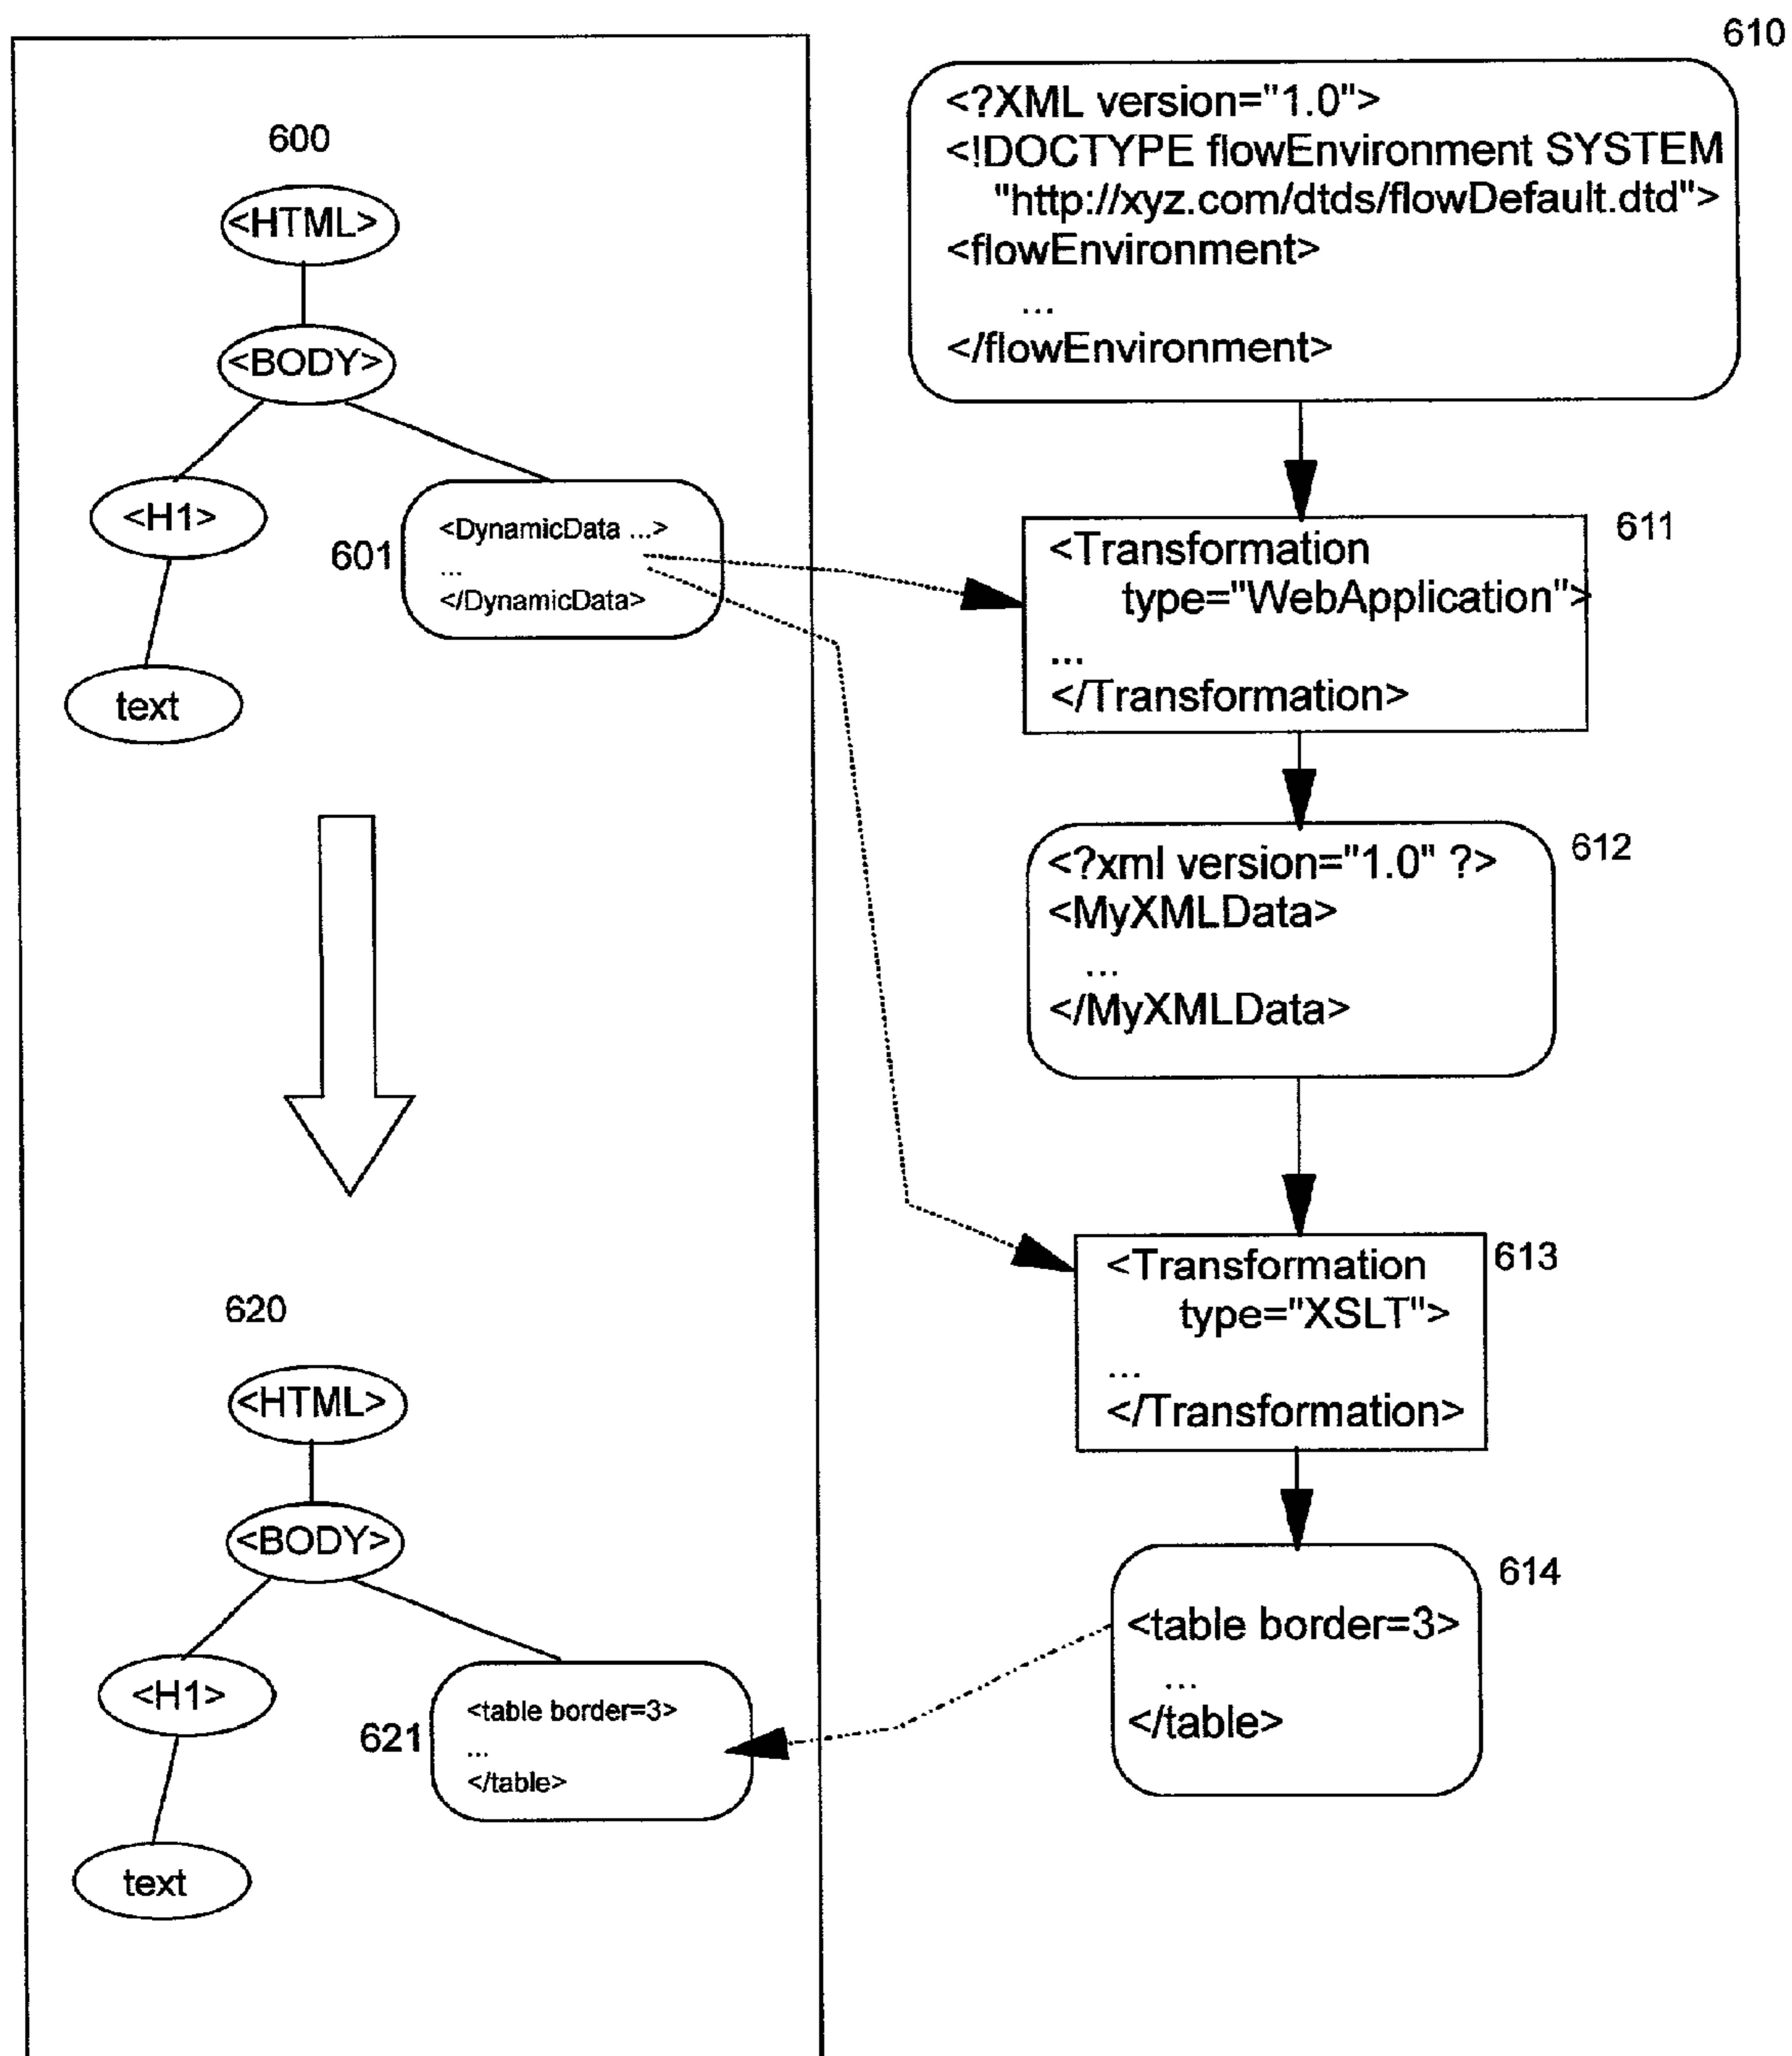 600
<HTML>
<BODY>
<H1>
text
601
<DynamicData ...>
...
</DynamicData>
610
<?XML version="1.0">
<!DOCTYPE flowEnvironment SYSTEM
"http://xyz.com/dtds/flowDefault.dtd">
<flowEnvironment>
...
</flowEnvironment>
611
<Transformation
type="WebApplication">
...
</Transformation>
612
<?xml version="1.0" ?>
<MyXMLData>
...
</MyXMLData>
613
<Transformation
type="XSLT">
...
</Transformation>
614
<table border=3>
...
</table>
620
<HTML>
<BODY>
<H1>
text
621
<table border=3>
...
</table>